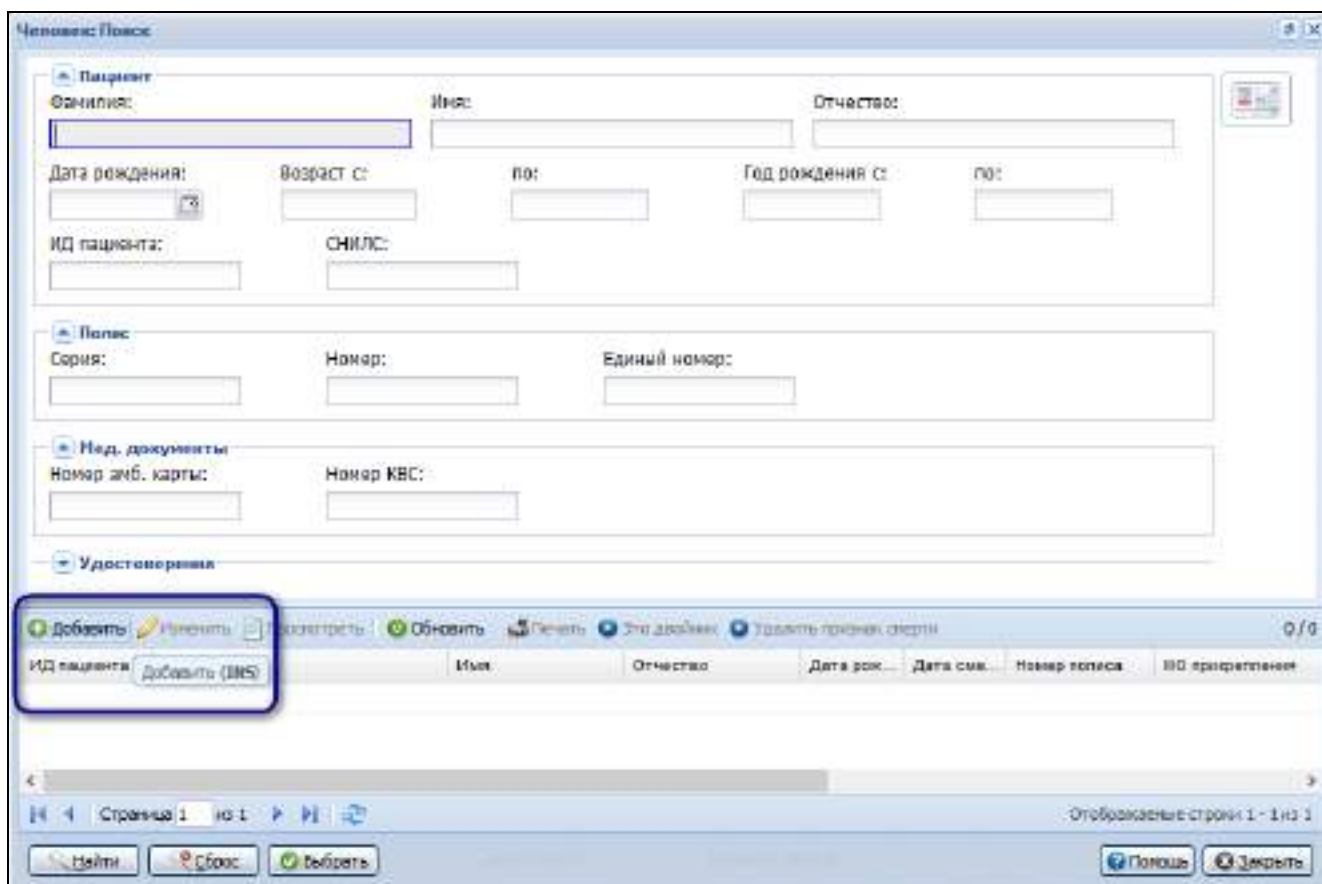 Человек: Поиск
Пациент
Фамилия: Имя: Отчество:
Дата рождения: Возраст с: по: Год рождения с: по:
ИД пациента: СНИЛС:
Полис
Серия: Номер: Единый номер:
Мед. документы
Номер амб. карты: Номер КВС:
Удостоверения
Добавить Изменить Просмотреть Обновить Печать Это двойник Удалить признак смерти 0 / 0
ИД пациента Имя Отчество Дата рож... Дата сме... Номер полиса МО прикрепления
Добавить (INS)
Страница 1 из 1 Отображаемые строки 1 - 1 из 1
Найти Сброс Выбрать Помощь Закрыть